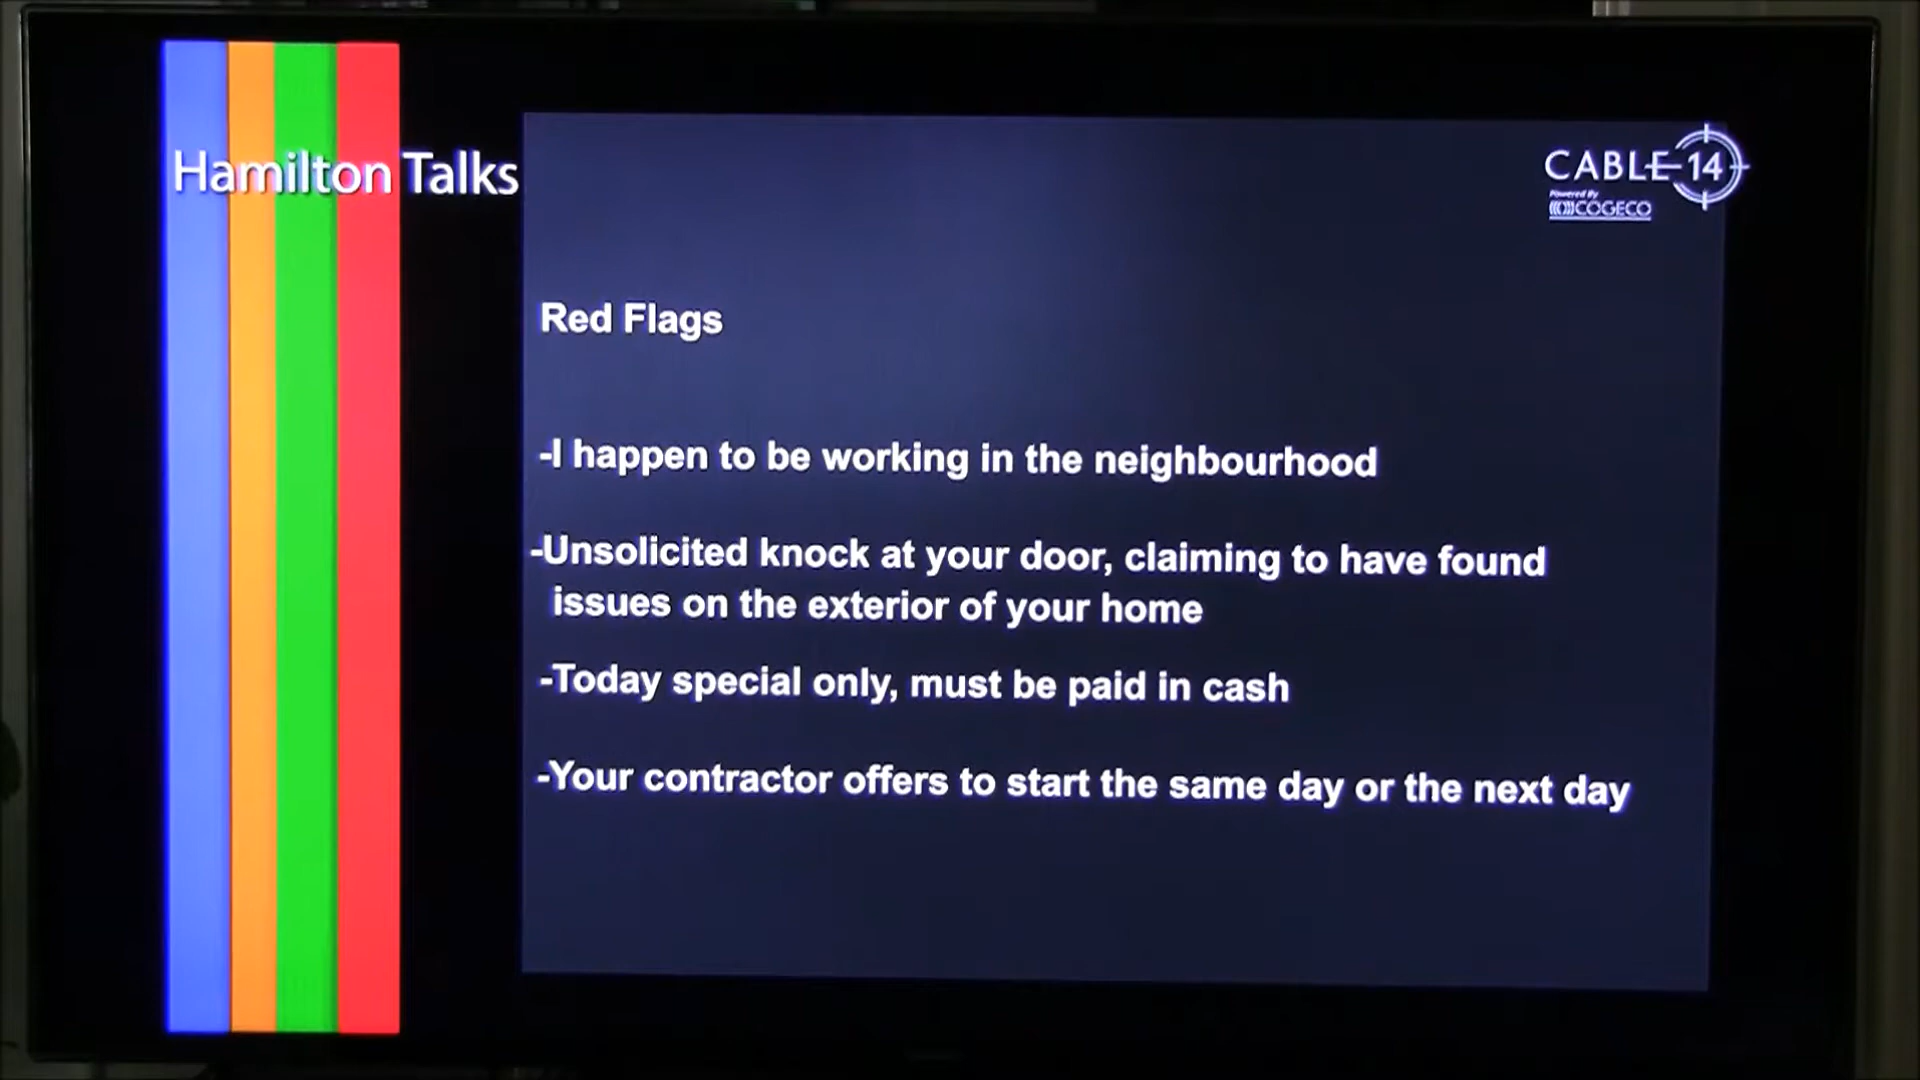 Hamilton Talks
CABLE 14
Powered By
COGECO
Red Flags
-I happen to be working in the neighbourhood
-Unsolicited knock at your door, claiming to have found
issues on the exterior of your home
-Today special only, must be paid in cash
-Your contractor offers to start the same day or the next day